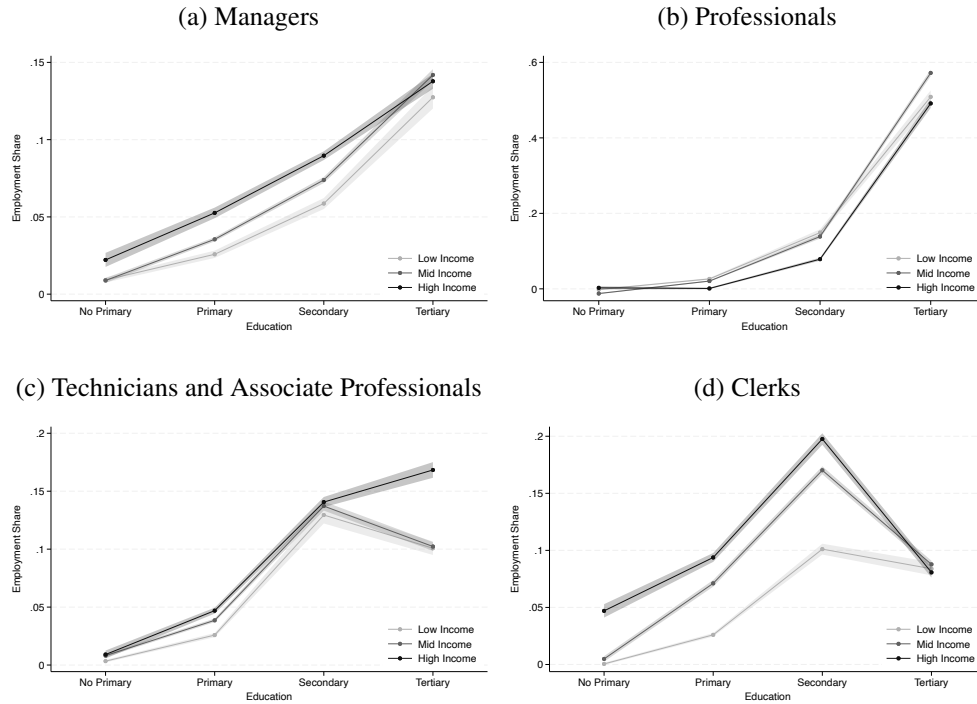 (a) Managers
.15
.1
.05
0
Employment Share
No Primary Primary Secondary Tertiary
Education
Low Income
Mid Income
High Income
(b) Professionals
.6
.4
.2
0
Employment Share
No Primary Primary Secondary Tertiary
Education
Low Income
Mid Income
High Income
(c) Technicians and Associate Professionals
.2
.15
.1
.05
0
Employment Share
No Primary Primary Secondary Tertiary
Education
Low Income
Mid Income
High Income
(d) Clerks
.2
.15
.1
.05
0
Employment Share
No Primary Primary Secondary Tertiary
Education
Low Income
Mid Income
High Income